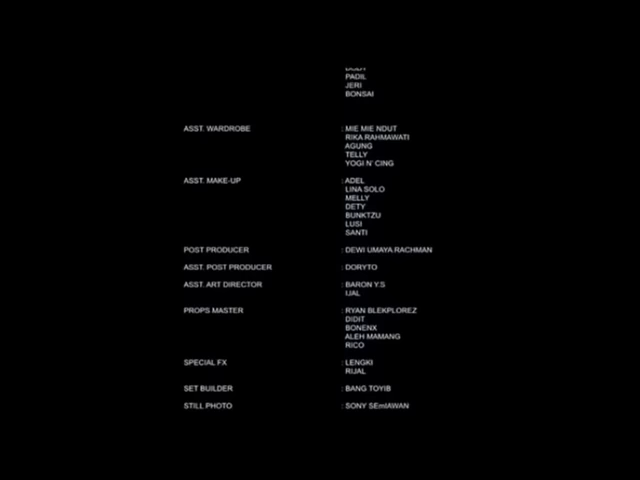 PADIL
JERI
BONSAI
ASST. WARDROBE : MIE MIE NDUT
RIKA RAHMAWATI
AGUNG
TELLY
YOGI N' CING
ASST. MAKE-UP : ADEL
LINA SOLO
MELLY
DETY
BUNKTZU
LUSI
SANTI
POST PRODUCER : DEWI UMAYA RACHMAN
ASST. POST PRODUCER : DORYTO
ASST. ART DIRECTOR : BARON Y.S
IJAL
PROPS MASTER : RYAN BLEKPLOREZ
DIDIT
BONENX
ALEH MAMANG
RICO
SPECIAL FX : LENGKI
RIJAL
SET BUILDER : BANG TOYIB
STILL PHOTO : SONY SEmIAWAN